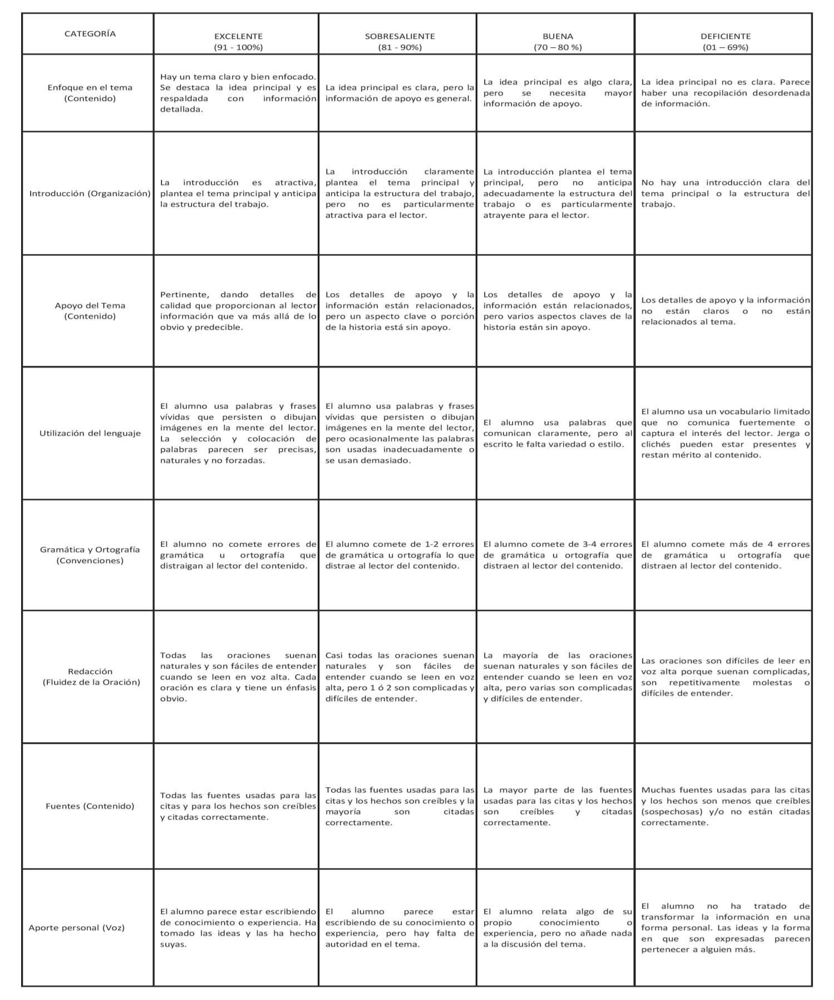 CATEGORÍA
EXCELENTE
(91 - 100%)
SOBRESALIENTE
(81 - 90%)
BUENA
(70 – 80 %)
DEFICIENTE
(01 – 69%)
Enfoque en el tema
(Contenido)
Hay un tema claro y bien enfocado.
Se destaca la idea principal y es
respaldada con información
detallada.
La idea principal es clara, pero la
información de apoyo es general.
La idea principal es algo clara,
pero se necesita mayor
información de apoyo.
La idea principal no es clara. Parece
haber una recopilación desordenada
de información.
Introducción (Organización)
La introducción es atractiva,
plantea el tema principal y anticipa
la estructura del trabajo.
La introducción claramente
plantea el tema principal y
anticipa la estructura del trabajo,
pero no es particularmente
atractiva para el lector.
La introducción plantea el tema
principal, pero no anticipa
adecuadamente la estructura del
trabajo o es particularmente
atrayente para el lector.
No hay una introducción clara del
tema principal o la estructura del
trabajo.
Apoyo del Tema
(Contenido)
Pertinente, dando detalles de
calidad que proporcionan al lector
información que va más allá de lo
obvio y predecible.
Los detalles de apoyo y la
información están relacionados,
pero un aspecto clave o porción
de la historia está sin apoyo.
Los detalles de apoyo y la
información están relacionados,
pero varios aspectos claves de la
historia están sin apoyo.
Los detalles de apoyo y la información
no están claros o no están
relacionados al tema.
Utilización del lenguaje
El alumno usa palabras y frases
vívidas que persisten o dibujan
imágenes en la mente del lector.
La selección y colocación de
palabras parecen ser precisas,
naturales y no forzadas.
El alumno usa palabras y frases
vívidas que persisten o dibujan
imágenes en la mente del lector,
pero ocasionalmente las palabras
son usadas inadecuadamente o
se usan demasiado.
El alumno usa palabras que
comunican claramente, pero al
escrito le falta variedad o estilo.
El alumno usa un vocabulario limitado
que no comunica fuertemente o
captura el interés del lector. Jerga o
clichés pueden estar presentes y
restan mérito al contenido.
Gramática y Ortografía
(Convenciones)
El alumno no comete errores de
gramática u ortografía que
distraigan al lector del contenido.
El alumno comete de 1-2 errores
de gramática u ortografía lo que
distrae al lector del contenido.
El alumno comete de 3-4 errores
de gramática u ortografía que
distraen al lector del contenido.
El alumno comete más de 4 errores
de gramática u ortografía que
distraen al lector del contenido.
Redacción
(Fluidez de la Oración)
Todas las oraciones suenan
naturales y son fáciles de entender
cuando se leen en voz alta. Cada
oración es clara y tiene un énfasis
obvio.
Casi todas las oraciones suenan
naturales y son fáciles de
entender cuando se leen en voz
alta, pero 1 ó 2 son complicadas y
difíciles de entender.
La mayoría de las oraciones
suenan naturales y son fáciles de
entender cuando se leen en voz
alta, pero varias son complicadas
y difíciles de entender.
Las oraciones son difíciles de leer en
voz alta porque suenan complicadas,
son repetitivamente molestas o
difíciles de entender.
Fuentes (Contenido)
Todas las fuentes usadas para las
citas y para los hechos son creíbles
y citadas correctamente.
Todas las fuentes usadas para las
citas y los hechos son creíbles y la
mayoría son citadas
correctamente.
La mayor parte de las fuentes
usadas para las citas y los hechos
son creíbles y citadas
correctamente.
Muchas fuentes usadas para las citas
y los hechos son menos que creíbles
(sospechosas) y/o no están citadas
correctamente.
Aporte personal (Voz)
El alumno parece estar escribiendo
de conocimiento o experiencia. Ha
tomado las ideas y las ha hecho
suyas.
El alumno parece estar
escribiendo de su conocimiento o
experiencia, pero hay falta de
autoridad en el tema.
El alumno relata algo de su
propio conocimiento o
experiencia, pero no añade nada
a la discusión del tema.
El alumno no ha tratado de
transformar la información en una
forma personal. Las ideas y la forma
en que son expresadas parecen
pertenecer a alguien más.